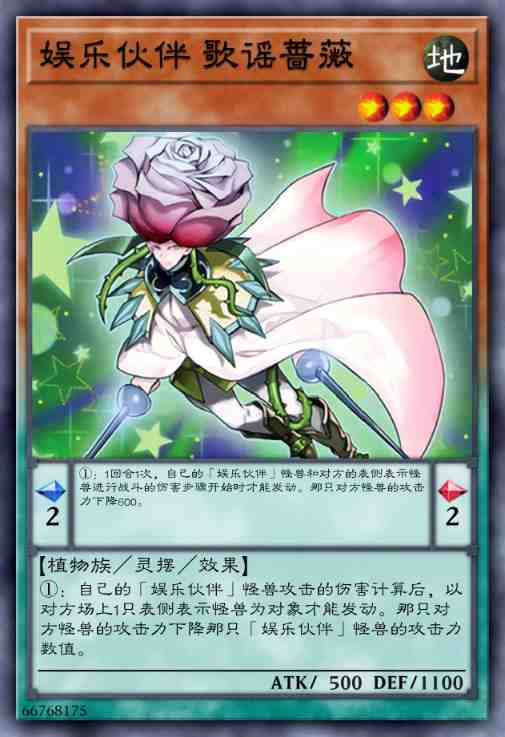 娱乐伙伴 歌谣蔷薇
地
①：1回合1次，自己的「娱乐伙伴」怪兽和对方的表侧表示怪
兽进行战斗的伤害步骤开始时才能发动。那只对方怪兽的攻击
力下降600。
2
2
【植物族／灵摆／效果】
①：自己的「娱乐伙伴」怪兽攻击的伤害计算后，以
对方场上1只表侧表示怪兽为对象才能发动。那只对
方怪兽的攻击力下降那只「娱乐伙伴」怪兽的攻击力
数值。
ATK/ 500 DEF/1100
66768175